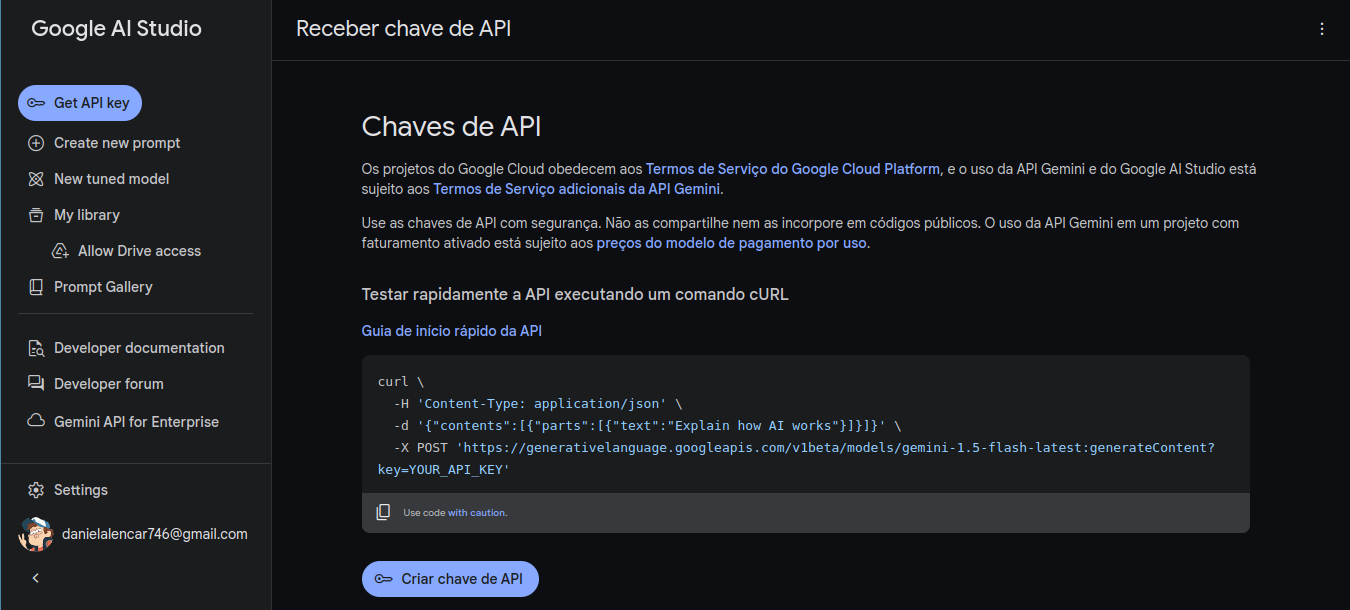 Google AI Studio
Get API key
Create new prompt
New tuned model
My library
Allow Drive access
Prompt Gallery
Developer documentation
Developer forum
Gemini API for Enterprise
Settings
danielalencar746@gmail.com
Receber chave de API
Chaves de API
Os projetos do Google Cloud obedecem aos Termos de Serviço do Google Cloud Platform, e o uso da API Gemini e do Google AI Studio está
sujeito aos Termos de Serviço adicionais da API Gemini.
Use as chaves de API com segurança. Não as compartilhe nem as incorpore em códigos públicos. O uso da API Gemini em um projeto com
faturamento ativado está sujeito aos preços do modelo de pagamento por uso.
Testar rapidamente a API executando um comando cURL
Guia de início rápido da API
curl \
-H 'Content-Type: application/json' \
-d '{"contents":[{"parts":[{"text":"Explain how AI works"}]}]}' \
-X POST 'https://generativelanguage.googleapis.com/v1beta/models/gemini-1.5-flash-latest:generateContent?
key=YOUR_API_KEY'
Use code with caution.
Criar chave de API